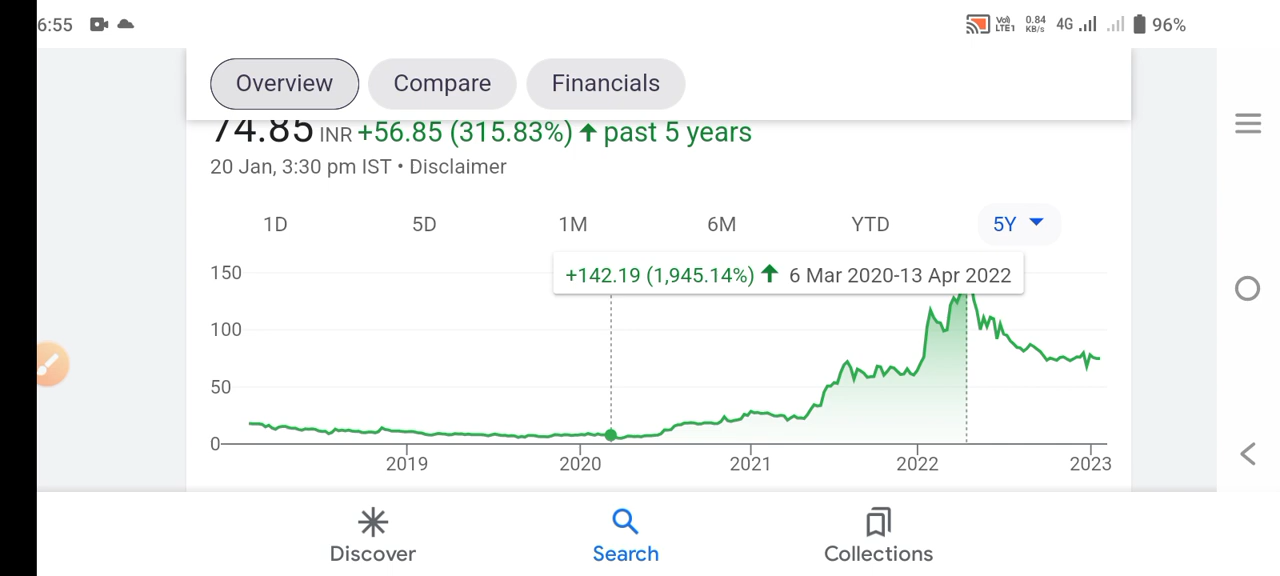 6:55 Vo) LTE1 0.84 KB/s 4G 96%
Overview Compare Financials
74.85 INR +56.85 (315.83%) ↑ past 5 years
20 Jan, 3:30 pm IST • Disclaimer
1D 5D 1M 6M YTD 5Y
+142.19 (1,945.14%) ↑ 6 Mar 2020-13 Apr 2022
150
100
50
0
2019 2020 2021 2022 2023
Discover Search Collections